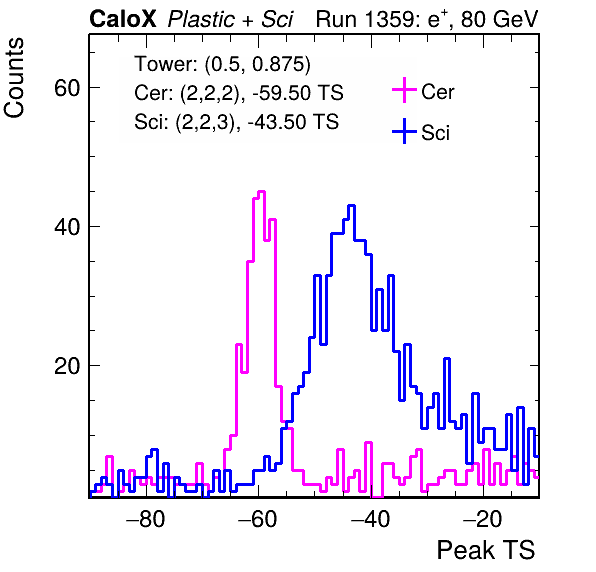 CaloX Plastic + Sci Run 1359: e⁺, 80 GeV
Counts
Tower: (0.5, 0.875)
Cer: (2,2,2), -59.50 TS
Sci: (2,2,3), -43.50 TS
Cer
Sci
60
40
20
−80 −60 −40 −20
Peak TS